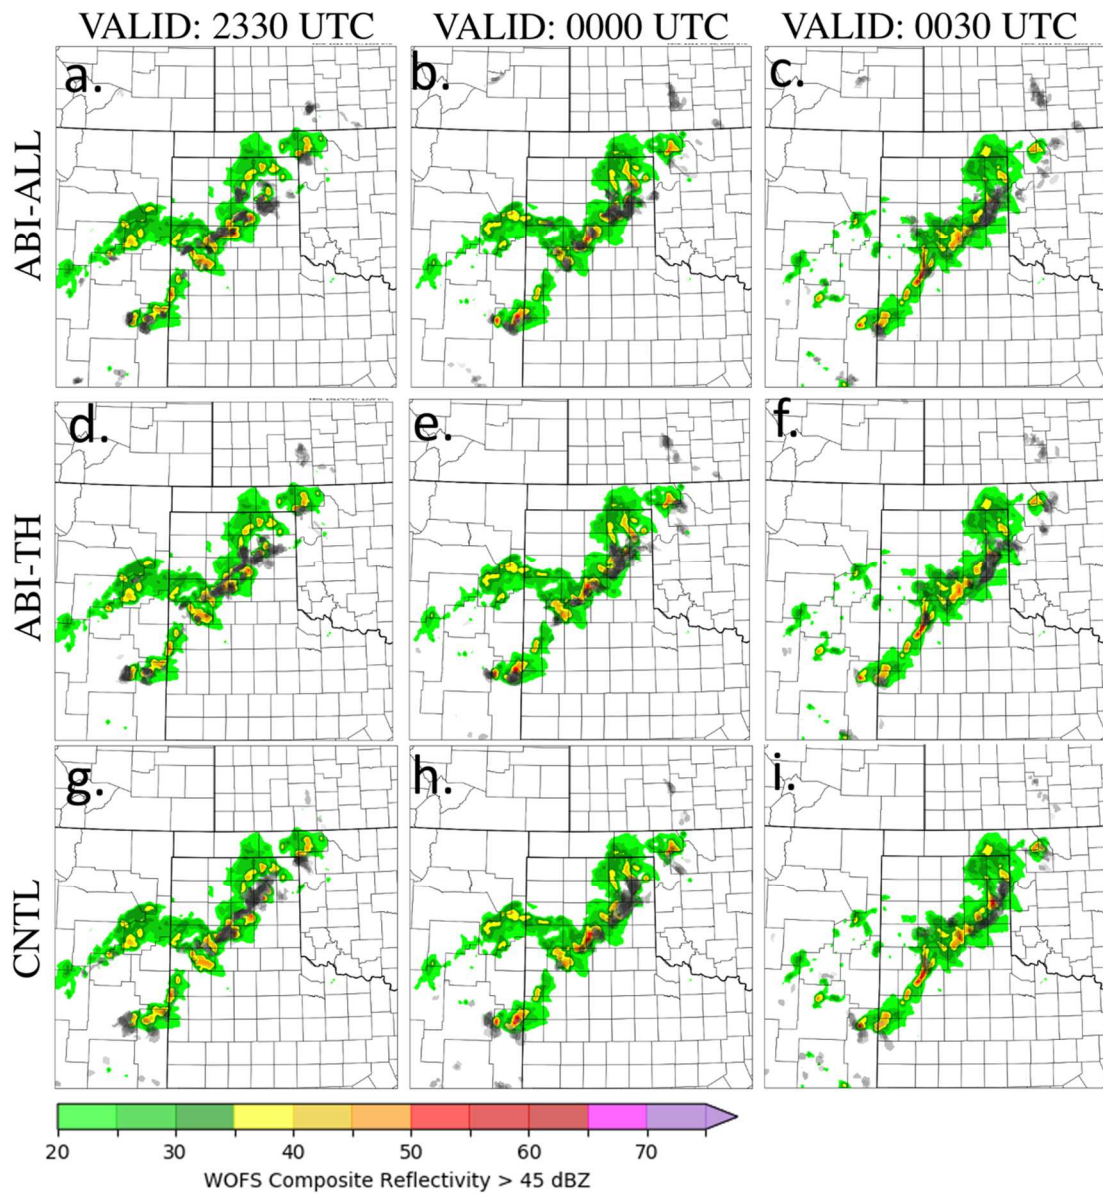 VALID: 2330 UTC VALID: 0000 UTC VALID: 0030 UTC
a. b. c.
ABI-ALL
d. e. f.
ABI-TH
g. h. i.
CNTL
20 30 40 50 60 70
WOFS Composite Reflectivity > 45 dBZ